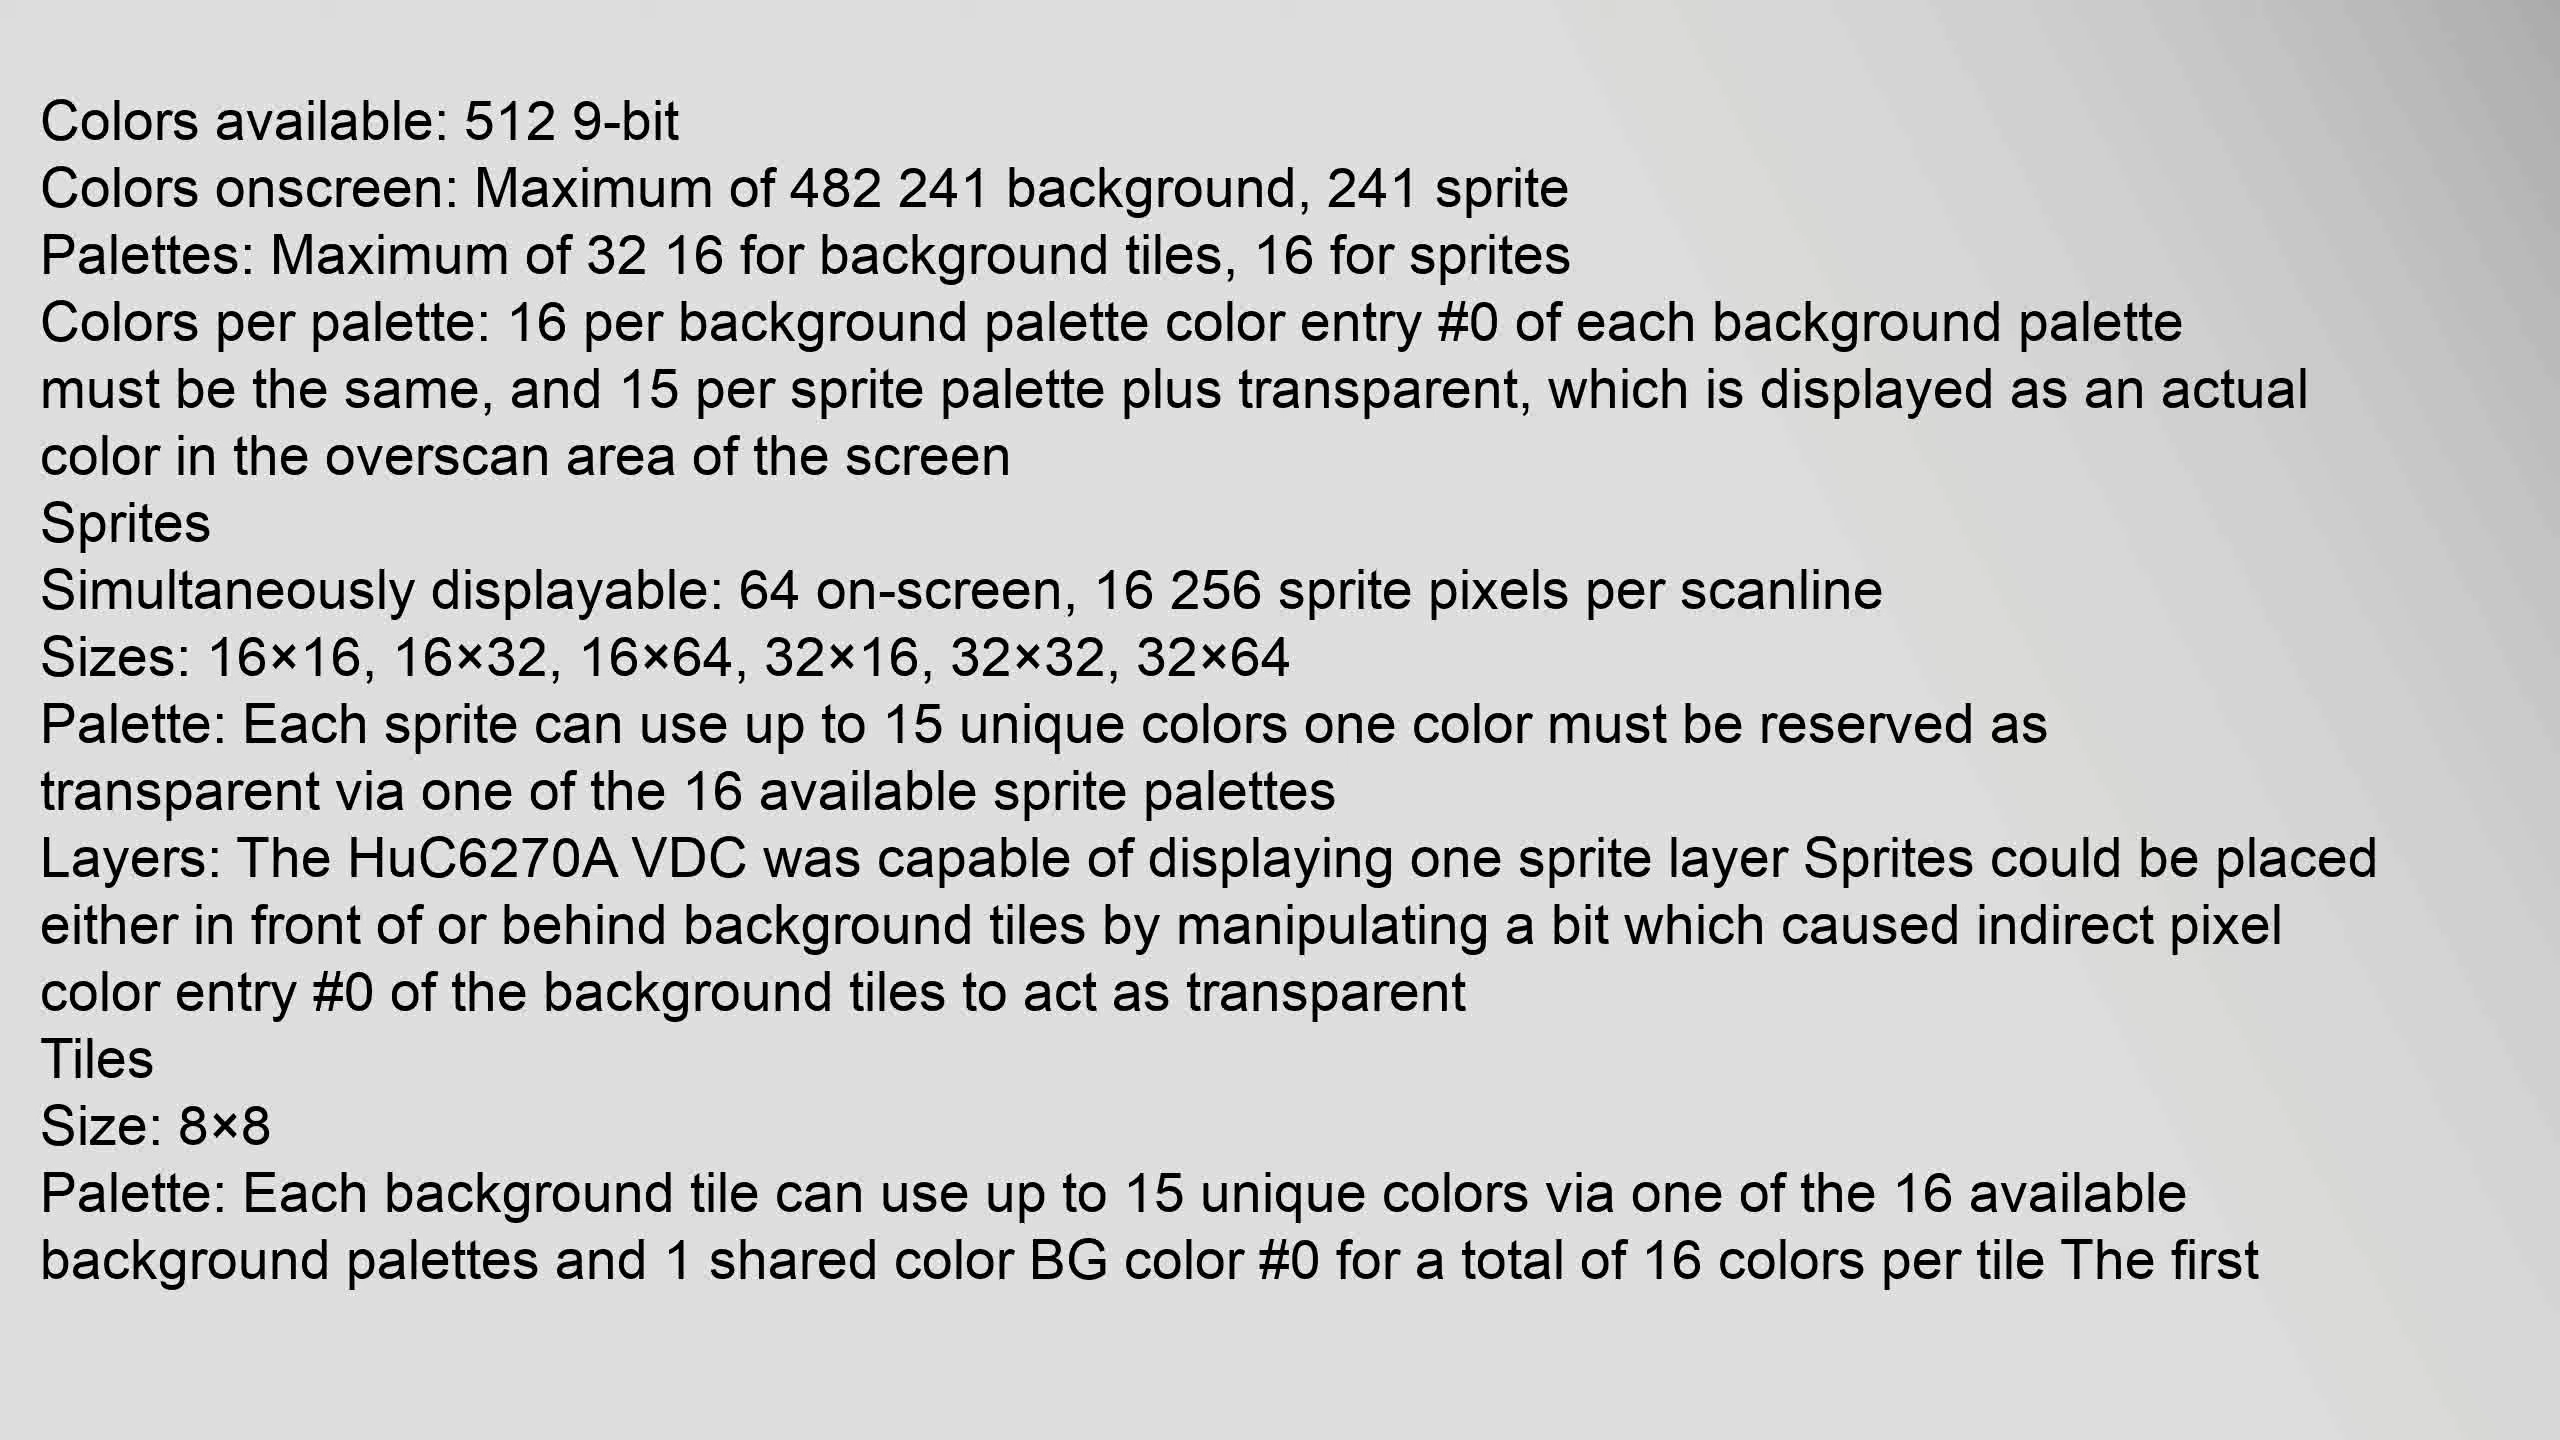 Colors available: 512 9-bit
Colors onscreen: Maximum of 482 241 background, 241 sprite
Palettes: Maximum of 32 16 for background tiles, 16 for sprites
Colors per palette: 16 per background palette color entry #0 of each background palette
must be the same, and 15 per sprite palette plus transparent, which is displayed as an actual
color in the overscan area of the screen
Sprites
Simultaneously displayable: 64 on-screen, 16 256 sprite pixels per scanline
Sizes: 16×16, 16×32, 16×64, 32×16, 32×32, 32×64
Palette: Each sprite can use up to 15 unique colors one color must be reserved as
transparent via one of the 16 available sprite palettes
Layers: The HuC6270A VDC was capable of displaying one sprite layer Sprites could be placed
either in front of or behind background tiles by manipulating a bit which caused indirect pixel
color entry #0 of the background tiles to act as transparent
Tiles
Size: 8×8
Palette: Each background tile can use up to 15 unique colors via one of the 16 available
background palettes and 1 shared color BG color #0 for a total of 16 colors per tile The first